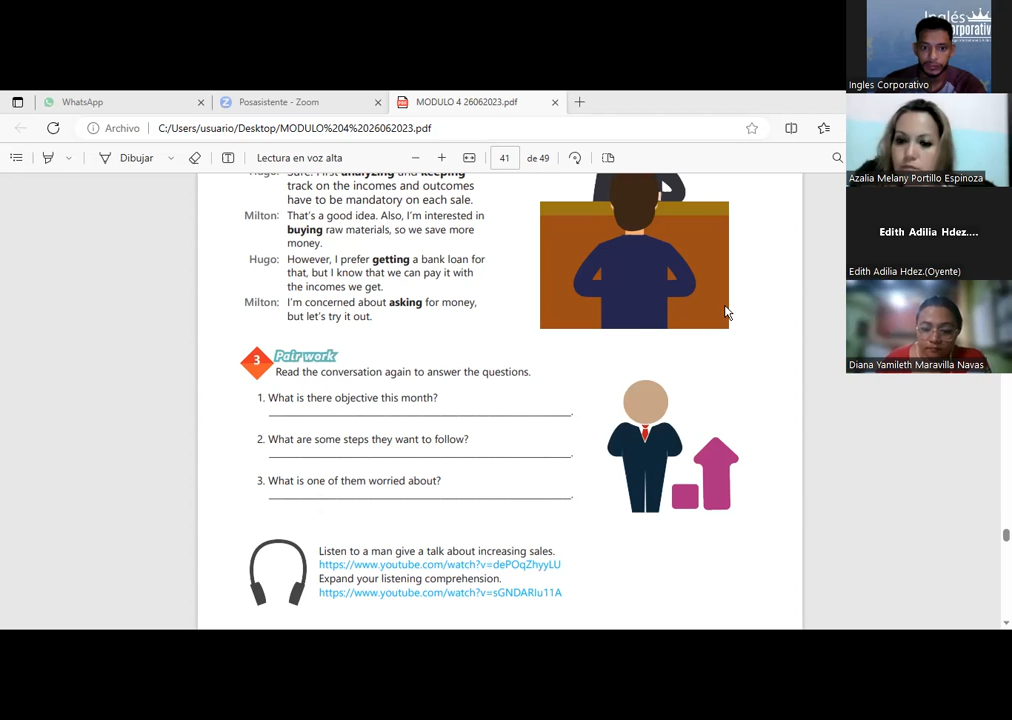 Inglés
Corporativo
Ingles Corporativo
WhatsApp
Posasistente - Zoom
MODULO 4 26062023.pdf
Archivo
C:/Users/usuario/Desktop/MODULO%204%2026062023.pdf
Dibujar
Lectura en voz alta
41
de 49
Hugo: Sure. First analyzing and keeping
track on the incomes and outcomes
have to be mandatory on each sale.
Milton: That's a good idea. Also, I'm interested in
buying raw materials, so we save more
money.
Hugo: However, I prefer getting a bank loan for
that, but I know that we can pay it with
the incomes we get.
Milton: I'm concerned about asking for money,
but let's try it out.
3 Pair work
Read the conversation again to answer the questions.
1. What is there objective this month?
2. What are some steps they want to follow?
3. What is one of them worried about?
Listen to a man give a talk about increasing sales.
https://www.youtube.com/watch?v=dePOqZhyyLU
Expand your listening comprehension.
https://www.youtube.com/watch?v=sGNDARIu11A
Azalia Melany Portillo Espinoza
Edith Adilia Hdez....
Edith Adilia Hdez.(Oyente)
Diana Yamileth Maravilla Navas